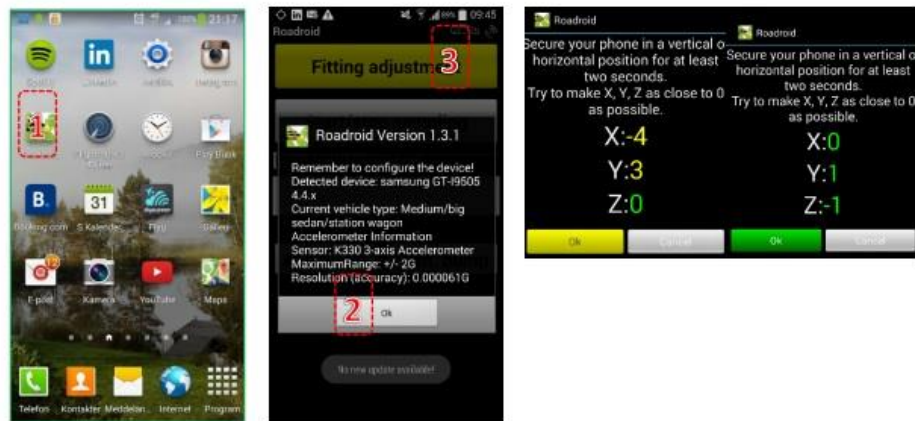 21:17
LinkedIn
1
Play Butik
B.
31
Booking.com
S Kalender
Flyg
Gallery
E-post
Kamera
YouTube
Maps
Telefon
Kontakter
Meddelan..
Internet
Program
09:45
Roadroid
Fitting adjustment
3
Roadroid Version 1.3.1
Remember to configure the device!
Detected device: samsung GT-I9505
4.4.x
Current vehicle type: Medium/big
sedan/station wagon
Accelerometer Information
Sensor: K330 3-axis Accelerometer
MaximumRange: +/- 2G
Resolution (accuracy): 0.000061G
2
Ok
No new update available!
Roadroid
Secure your phone in a vertical o
horizontal position for at least
two seconds.
Try to make X, Y, Z as close to 0
as possible.
X:-4
Y:3
Z:0
Ok
Cancel
Roadroid
Secure your phone in a vertical o
horizontal position for at least
two seconds.
Try to make X, Y, Z as close to 0
as possible.
X:0
Y:1
Z:-1
Ok
Cancel